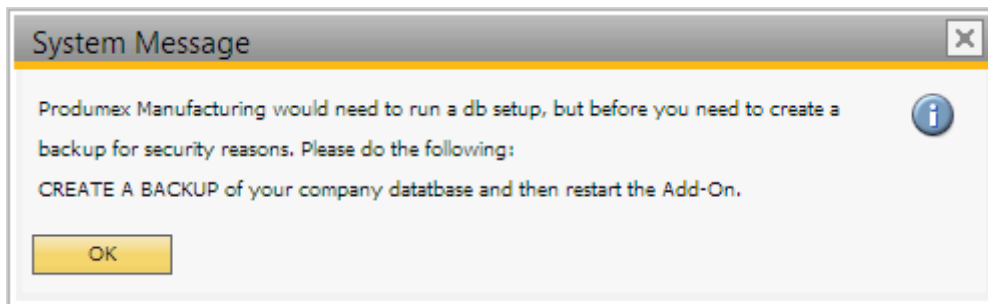 System Message
Produmex Manufacturing would need to run a db setup, but before you need to create a
backup for security reasons. Please do the following:
CREATE A BACKUP of your company datatbase and then restart the Add-On.
OK